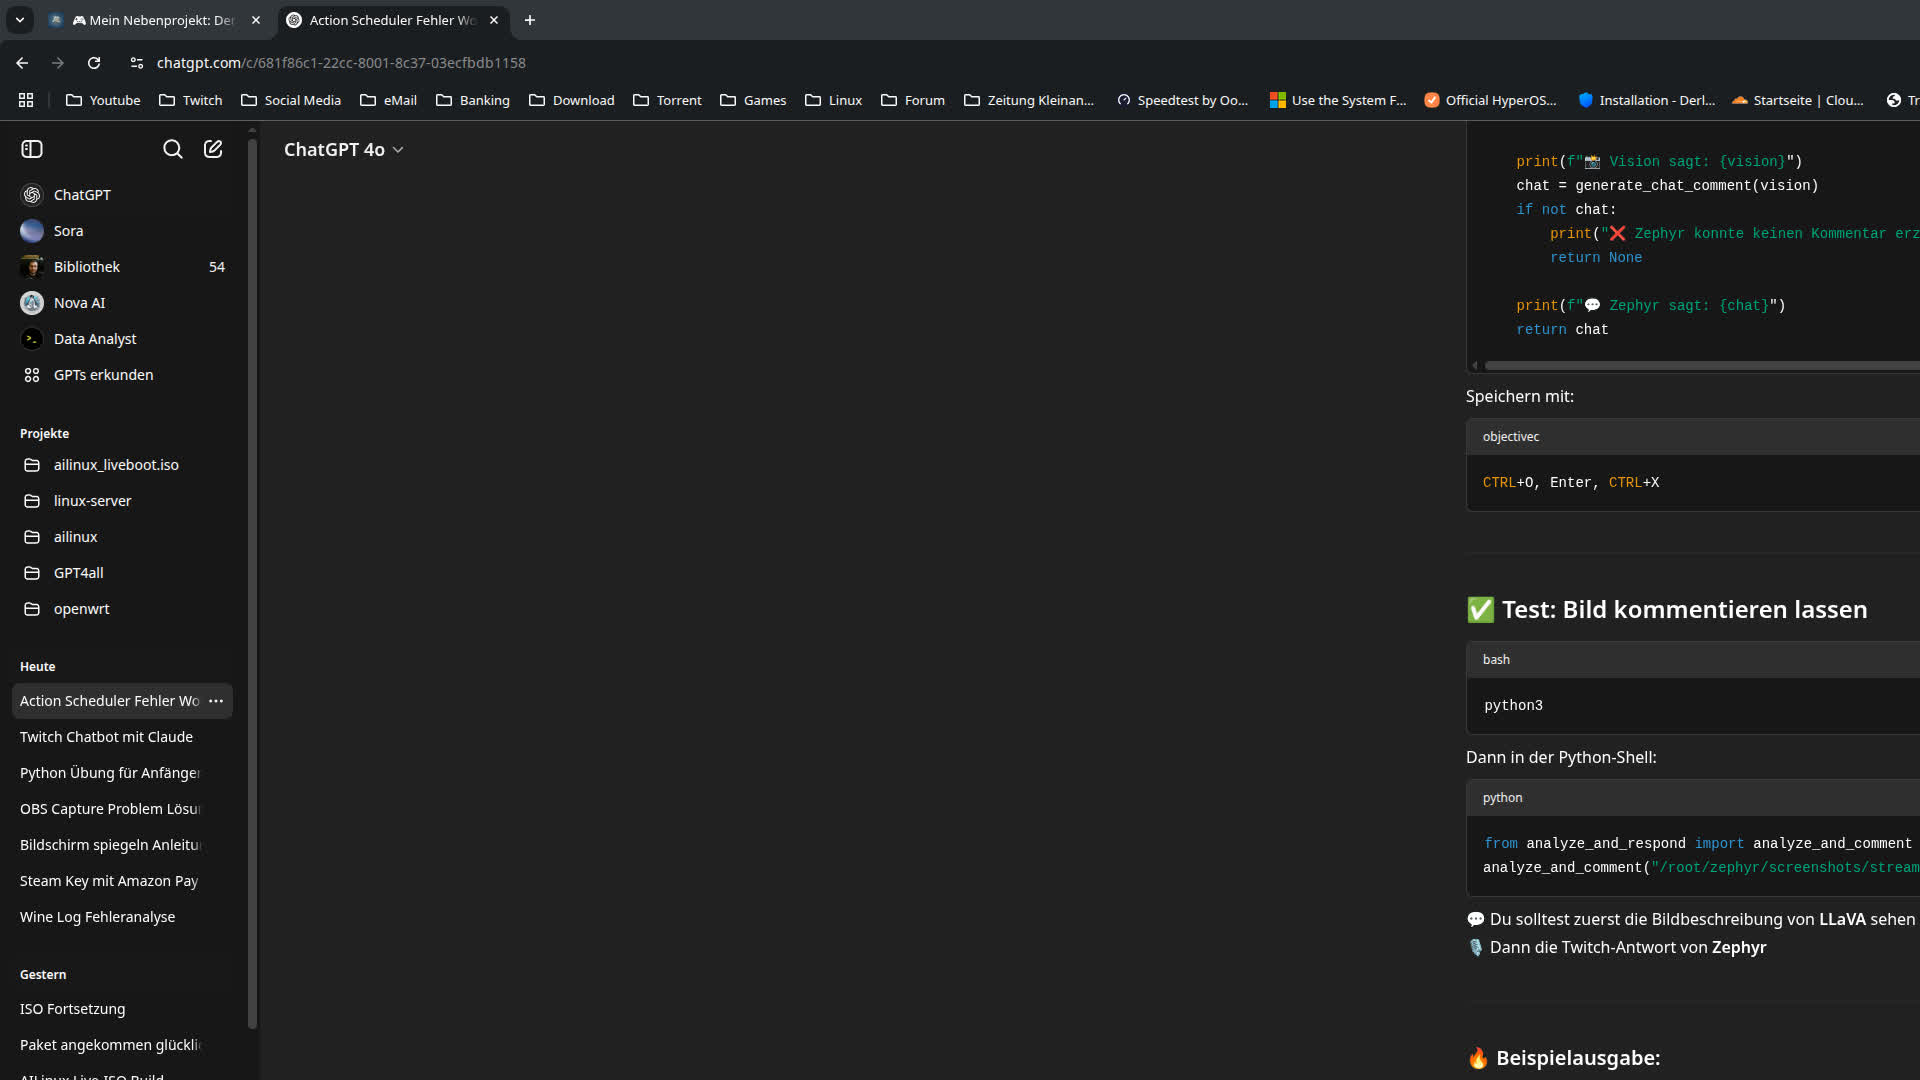 🎮 Mein Nebenprojekt: Der
Action Scheduler Fehler Wo
chatgpt.com/c/681f86c1-22cc-8001-8c37-03ecfbdb1158
Youtube Twitch Social Media eMail Banking Download Torrent Games Linux Forum Zeitung Kleinan... Speedtest by Oo... Use the System F... Official HyperOS... Installation - Derl... Startseite | Clou... Tr
ChatGPT 4o
ChatGPT
Sora
Bibliothek 54
Nova AI
Data Analyst
GPTs erkunden
Projekte
ailinux_liveboot.iso
linux-server
ailinux
GPT4all
openwrt
Heute
Action Scheduler Fehler Wo
Twitch Chatbot mit Claude
Python Übung für Anfänger
OBS Capture Problem Lösu
Bildschirm spiegeln Anleitu
Steam Key mit Amazon Pay
Wine Log Fehleranalyse
Gestern
ISO Fortsetzung
Paket angekommen glückli
AILinux Live ISO Build
print(f"📸 Vision sagt: {vision}")
chat = generate_chat_comment(vision)
if not chat:
print("❌ Zephyr konnte keinen Kommentar erz
return None
print(f"💬 Zephyr sagt: {chat}")
return chat
Speichern mit:
objectivec
CTRL+O, Enter, CTRL+X
✅ Test: Bild kommentieren lassen
bash
python3
Dann in der Python-Shell:
python
from analyze_and_respond import analyze_and_comment
analyze_and_comment("/root/zephyr/screenshots/stream
💬 Du solltest zuerst die Bildbeschreibung von LLaVA sehen
🎙️ Dann die Twitch-Antwort von Zephyr
🔥 Beispielausgabe: